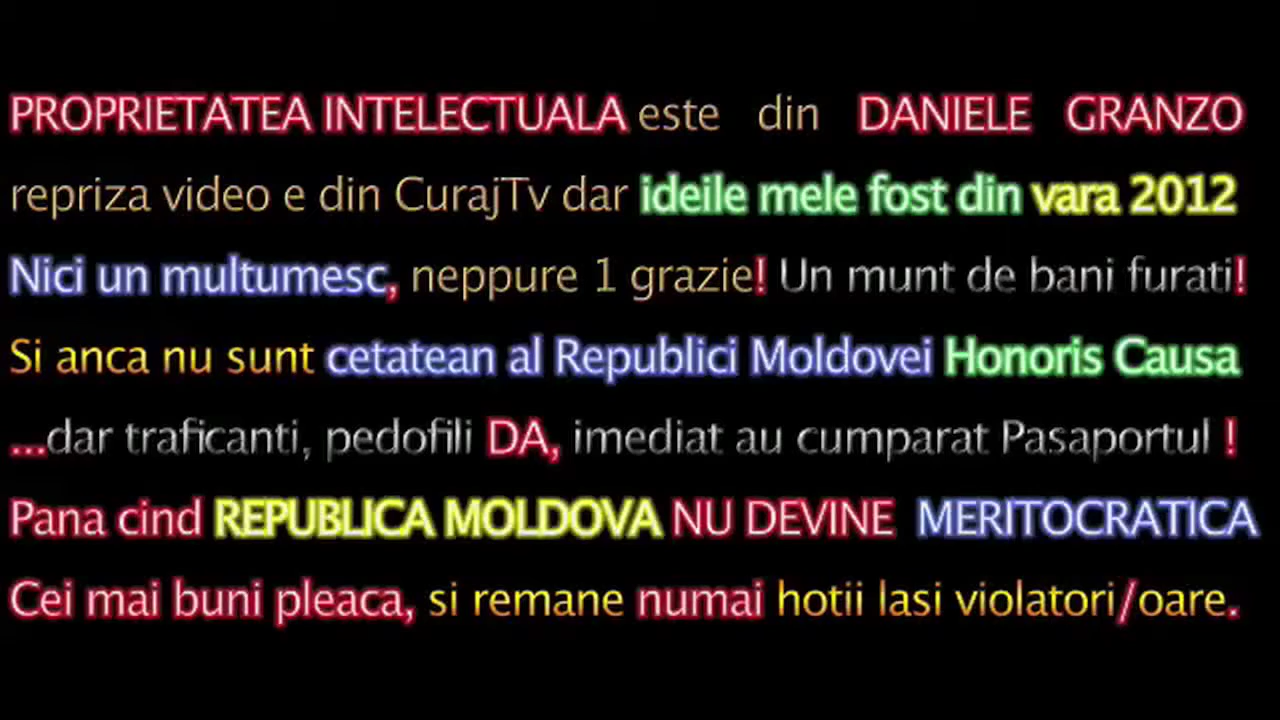 PROPRIETATEA INTELECTUALA este din DANIELE GRANZO
repriza video e din CurajTv dar ideile mele fost din vara 2012
Nici un multumesc, neppure 1 grazie! Un munt de bani furati!
Si anca nu sunt cetatean al Republici Moldovei Honoris Causa
...dar traficanti, pedofili DA, imediat au cumparat Pasaportul !
Pana cind REPUBLICA MOLDOVA NU DEVINE MERITOCRATICA
Cei mai buni pleaca, si remane numai hotii lasi violatori/oare.